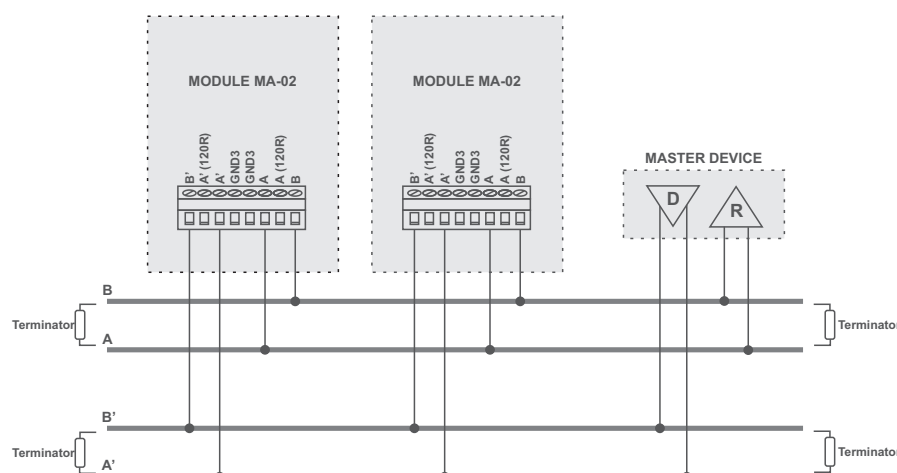 MODULE MA-02
MODULE MA-02
B'
A' (120R)
A'
GND3
GND3
A
A (120R)
B
B'
A' (120R)
A'
GND3
GND3
A
A (120R)
B
MASTER DEVICE
D
R
B
Terminator
Terminator
A
B'
Terminator
Terminator
A'